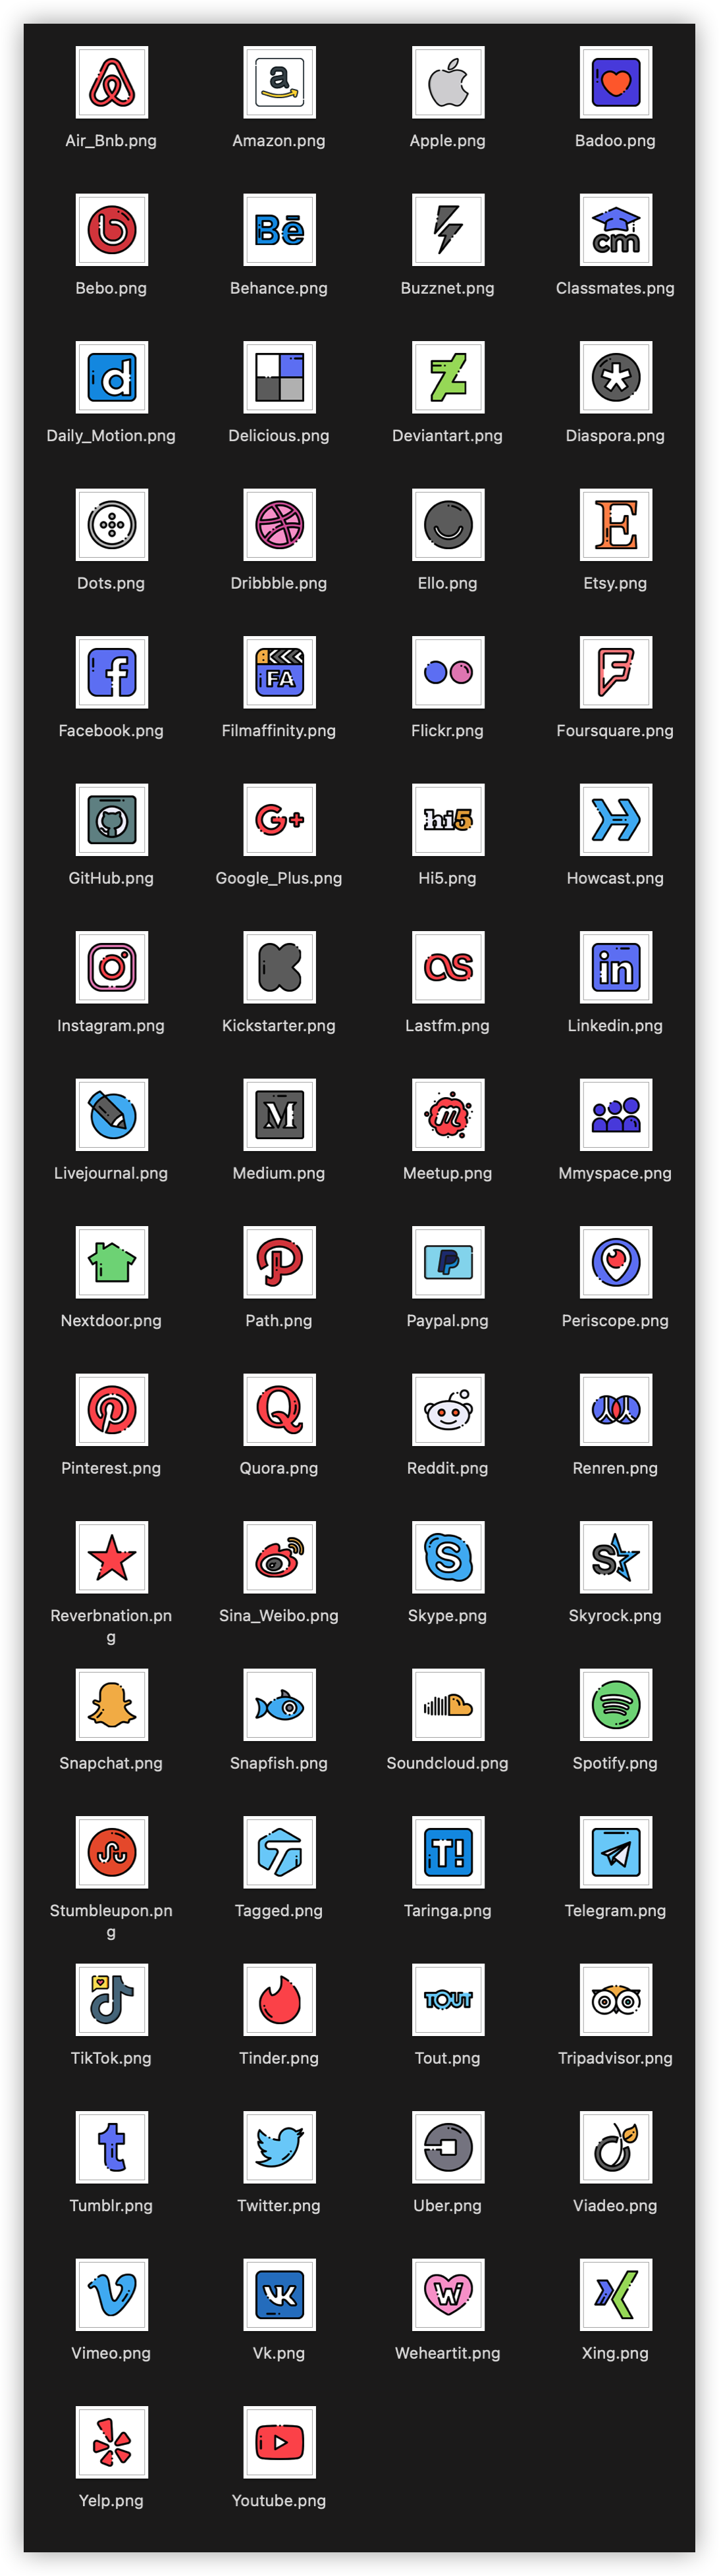 a
Air_Bnb.png Amazon.png Apple.png Badoo.png
b Bē cm
Bebo.png Behance.png Buzznet.png Classmates.png
d
Daily_Motion.png Delicious.png Deviantart.png Diaspora.png
E
Dots.png Dribbble.png Ello.png Etsy.png
f FA F
Facebook.png Filmaffinity.png Flickr.png Foursquare.png
G+ hi5
GitHub.png Google_Plus.png Hi5.png Howcast.png
as in
Instagram.png Kickstarter.png Lastfm.png Linkedin.png
M m
Livejournal.png Medium.png Meetup.png Mmyspace.png
P P
Nextdoor.png Path.png Paypal.png Periscope.png
P Q
Pinterest.png Quora.png Reddit.png Renren.png
S S
Reverbnation.pn Sina_Weibo.png Skype.png Skyrock.png
g
Snapchat.png Snapfish.png Soundcloud.png Spotify.png
T T!
Stumbleupon.pn Tagged.png Taringa.png Telegram.png
g
TOUT
TikTok.png Tinder.png Tout.png Tripadvisor.png
t
Tumblr.png Twitter.png Uber.png Viadeo.png
V VK W
Vimeo.png Vk.png Weheartit.png Xing.png
Yelp.png Youtube.png